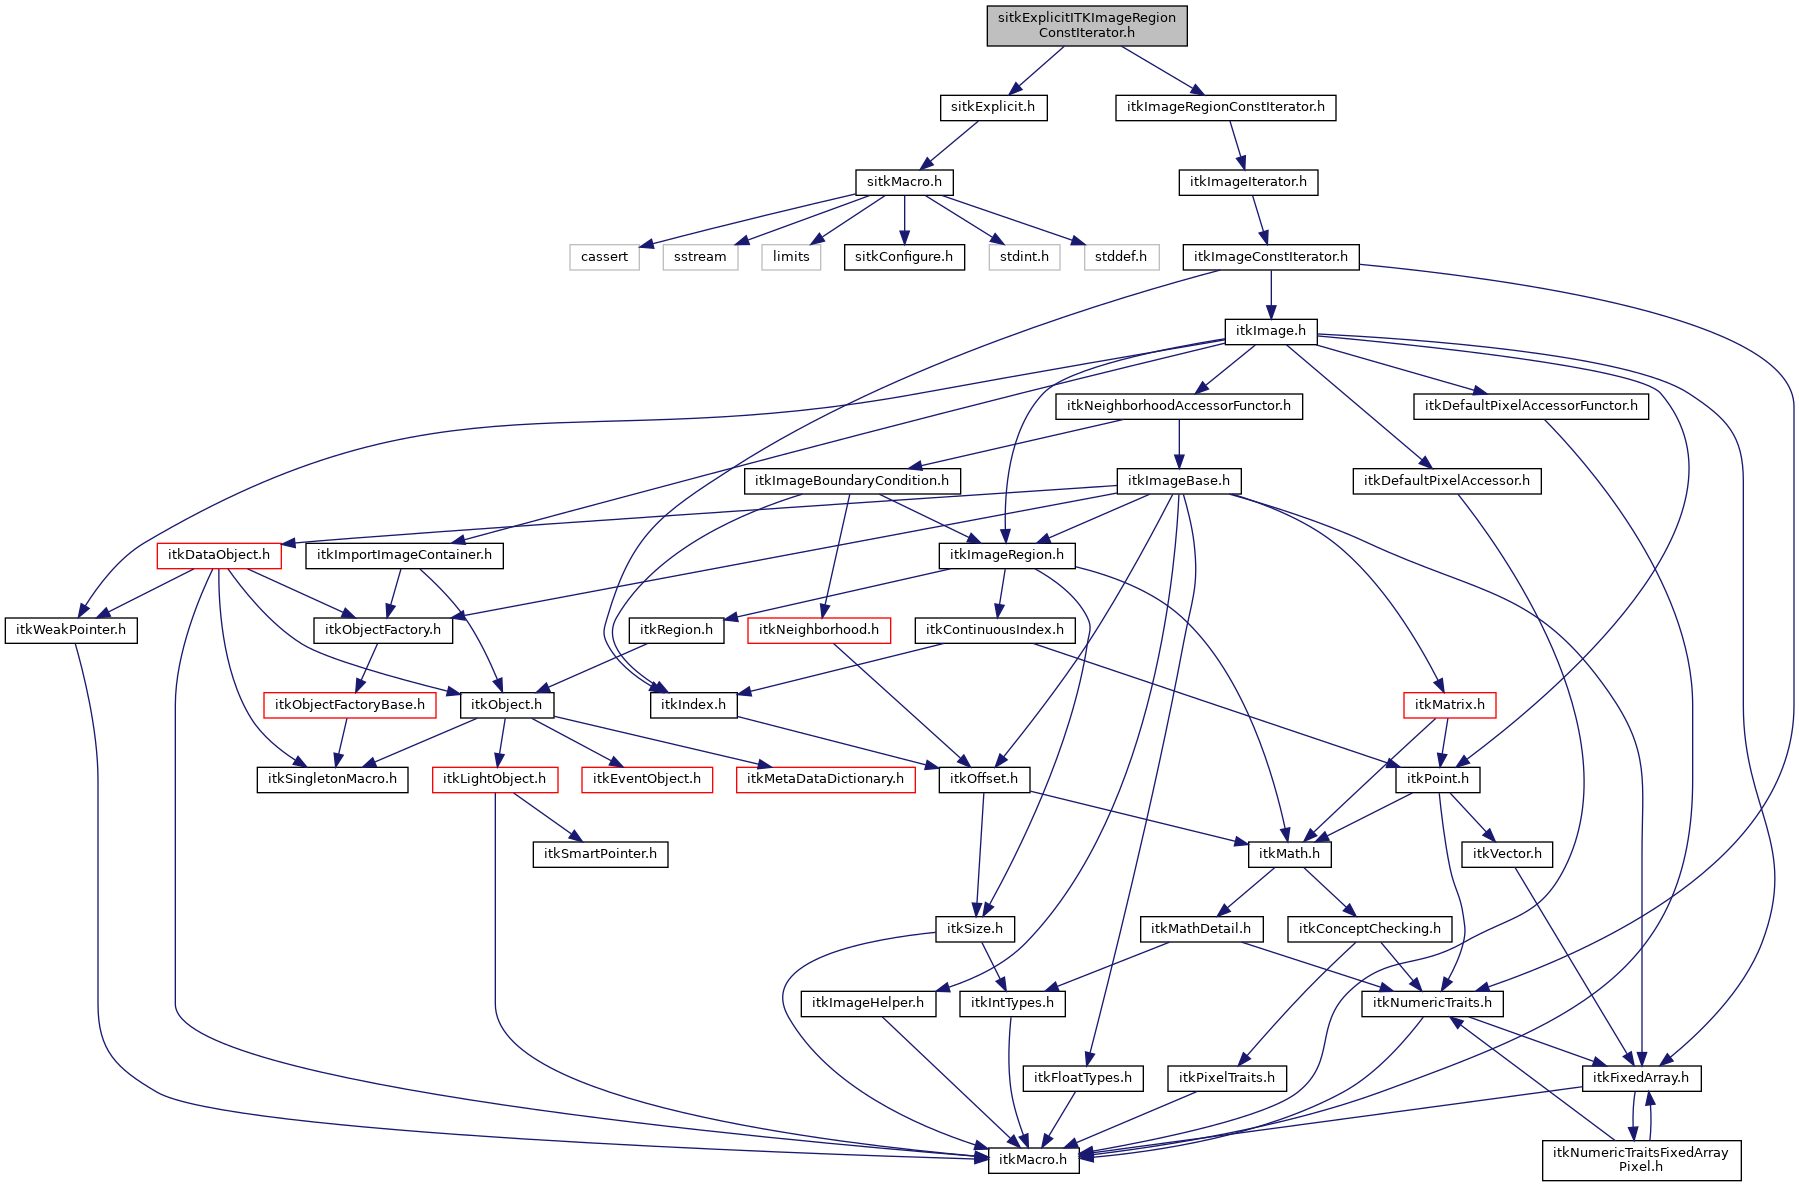 sitkExplicitITKImageRegion
ConstIterator.h
sitkExplicit.h
itkImageRegionConstIterator.h
sitkMacro.h
itkImageIterator.h
cassert
sstream
limits
sitkConfigure.h
stdint.h
stddef.h
itkImageConstIterator.h
itkImage.h
itkNeighborhoodAccessorFunctor.h
itkDefaultPixelAccessorFunctor.h
itkImageBoundaryCondition.h
itkImageBase.h
itkDefaultPixelAccessor.h
itkDataObject.h
itkImportImageContainer.h
itkImageRegion.h
itkWeakPointer.h
itkObjectFactory.h
itkRegion.h
itkNeighborhood.h
itkContinuousIndex.h
itkObjectFactoryBase.h
itkObject.h
itkIndex.h
itkMatrix.h
itkSingletonMacro.h
itkLightObject.h
itkEventObject.h
itkMetaDataDictionary.h
itkOffset.h
itkPoint.h
itkSmartPointer.h
itkMath.h
itkVector.h
itkSize.h
itkMathDetail.h
itkConceptChecking.h
itkImageHelper.h
itkIntTypes.h
itkNumericTraits.h
itkFloatTypes.h
itkPixelTraits.h
itkFixedArray.h
itkMacro.h
itkNumericTraitsFixedArray
Pixel.h